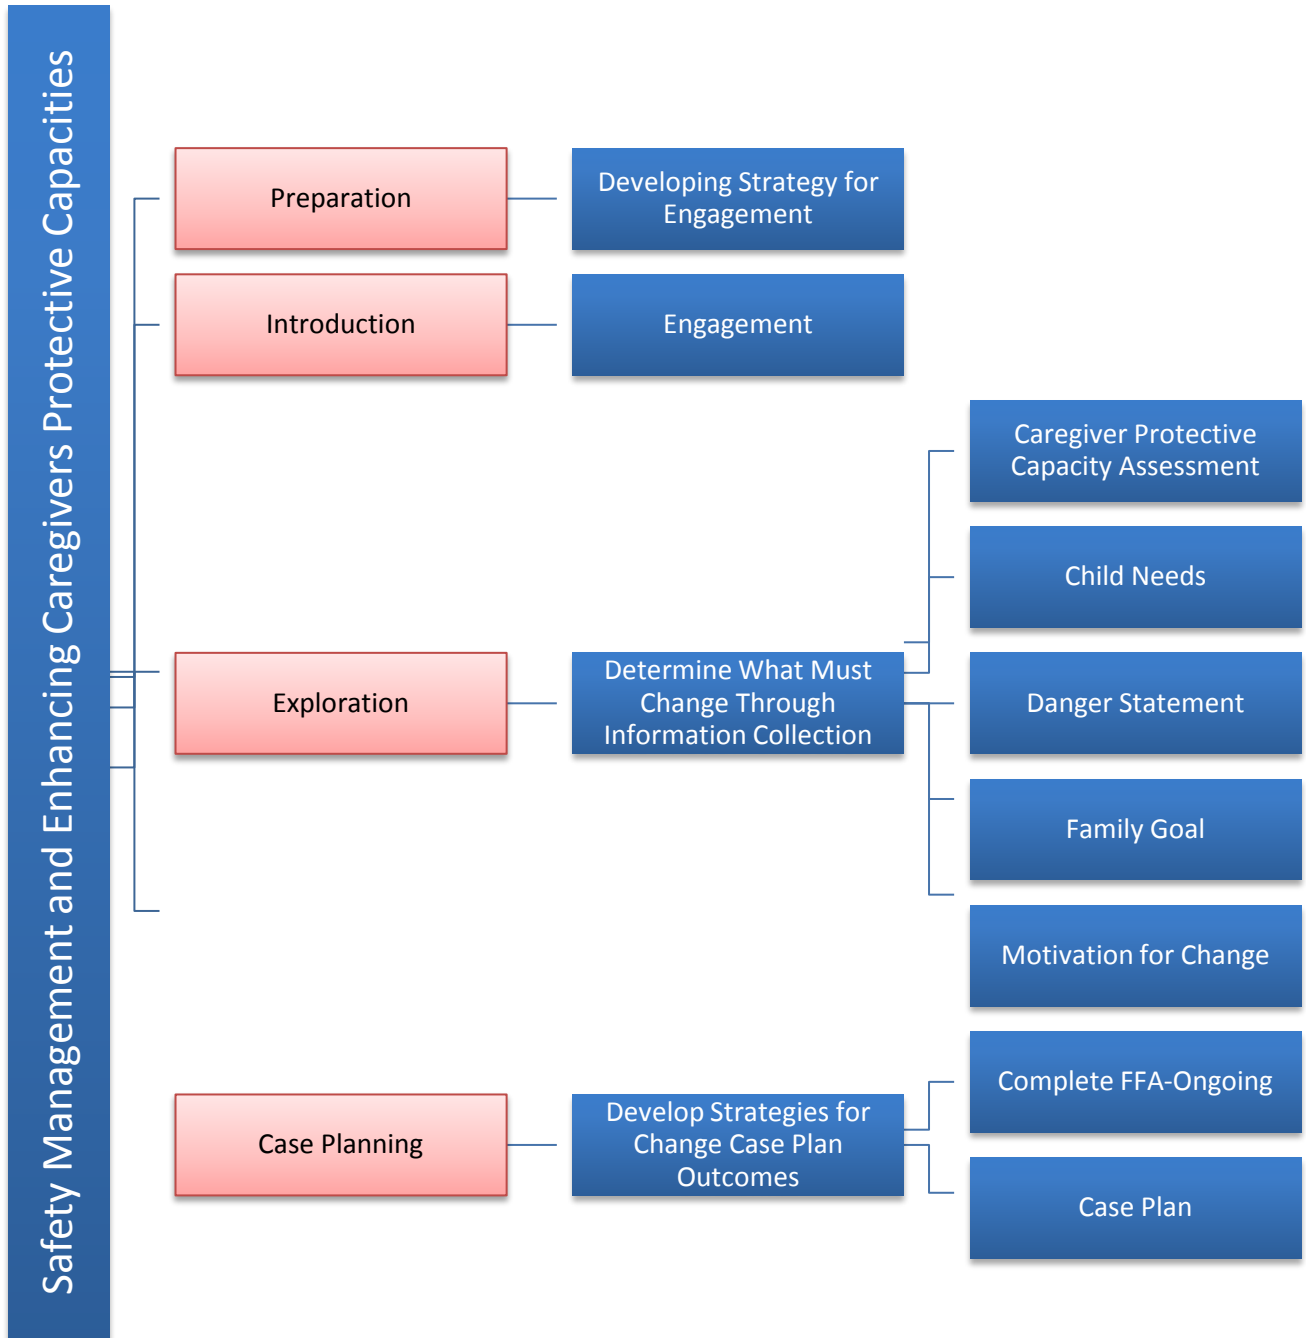 Safety Management and Enhancing Caregivers Protective Capacities
Preparation
Developing Strategy for
Engagement
Introduction
Engagement
Exploration
Determine What Must
Change Through
Information Collection
Caregiver Protective
Capacity Assessment
Child Needs
Danger Statement
Family Goal
Motivation for Change
Case Planning
Develop Strategies for
Change Case Plan
Outcomes
Complete FFA-Ongoing
Case Plan